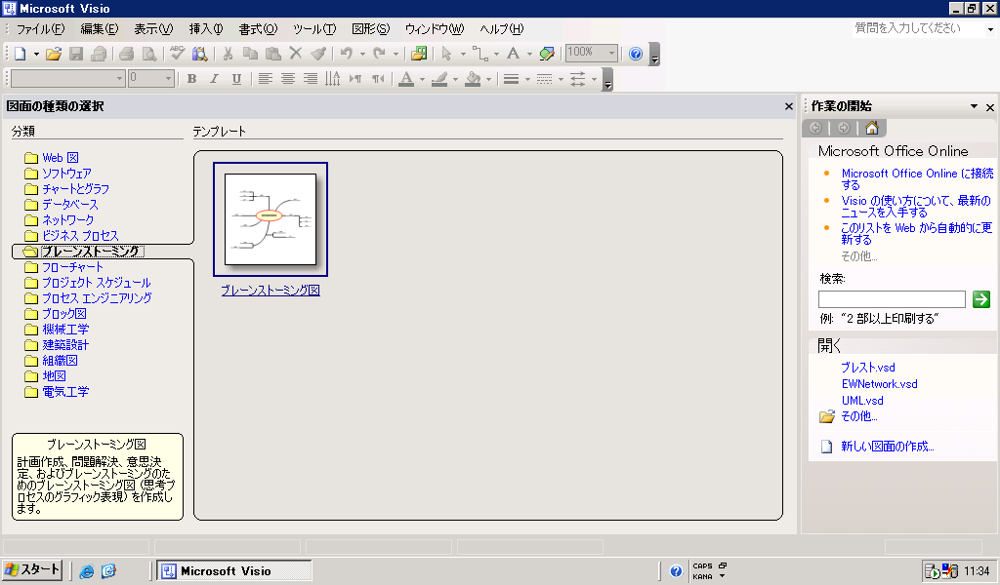 Microsoft Visio
ファイル(F) 編集(E) 表示(V) 挿入(I) 書式(O) ツール(T) 図形(S) ウィンドウ(W) ヘルプ(H)
質問を入力してください
100%
0
B I U
A
図面の種類の選択
分類
テンプレート
Web 図
ソフトウェア
チャートとグラフ
データベース
ネットワーク
ビジネス プロセス
ブレーンストーミング
フローチャート
プロジェクト スケジュール
プロセス エンジニアリング
ブロック図
機械工学
建築設計
組織図
地図
電気工学
ブレーンストーミング図
ブレーンストーミング図
計画作成、問題解決、意思決
定、およびブレーンストーミングのた
めのブレーンストーミング図 (思考プ
ロセスのグラフィック表現) を作成し
ます。
作業の開始
Microsoft Office Online
Microsoft Office Online に接続
する
Visio の使い方について、最新の
ニュースを入手する
このリストを Web から自動的に更
新する
その他...
検索:
例: "2 部以上印刷する"
開く
ブレスト.vsd
EWNetwork.vsd
UML.vsd
その他...
新しい図面の作成...
スタート
Microsoft Visio
CAPS
KANA
11:34